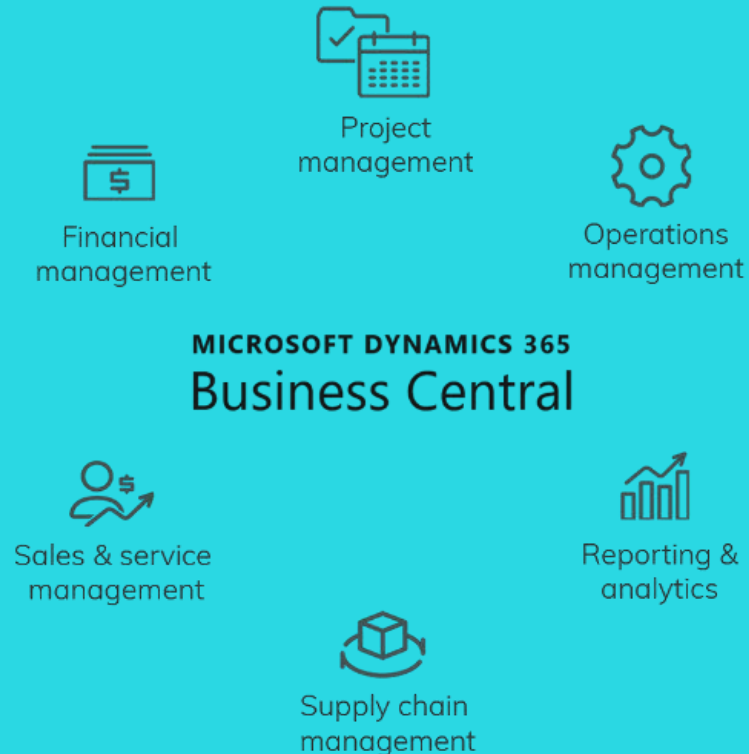 Project
management
Financial
management
Operations
management
MICROSOFT DYNAMICS 365
Business Central
Sales & service
management
Reporting &
analytics
Supply chain
management